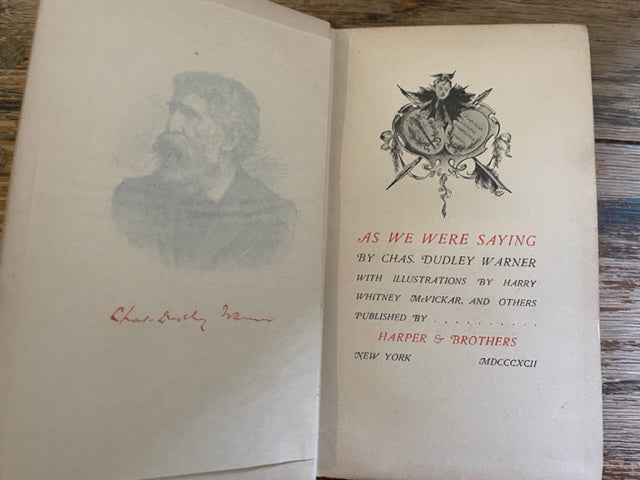 Chas. Dudley Warner
AS WE WERE SAYING
BY CHAS. DUDLEY WARNER
WITH ILLUSTRATIONS BY HARRY
WHITNEY McVICKAR, AND OTHERS
PUBLISHED BY . . . . . . . . . .
HARPER & BROTHERS
NEW YORK MDCCCXCII